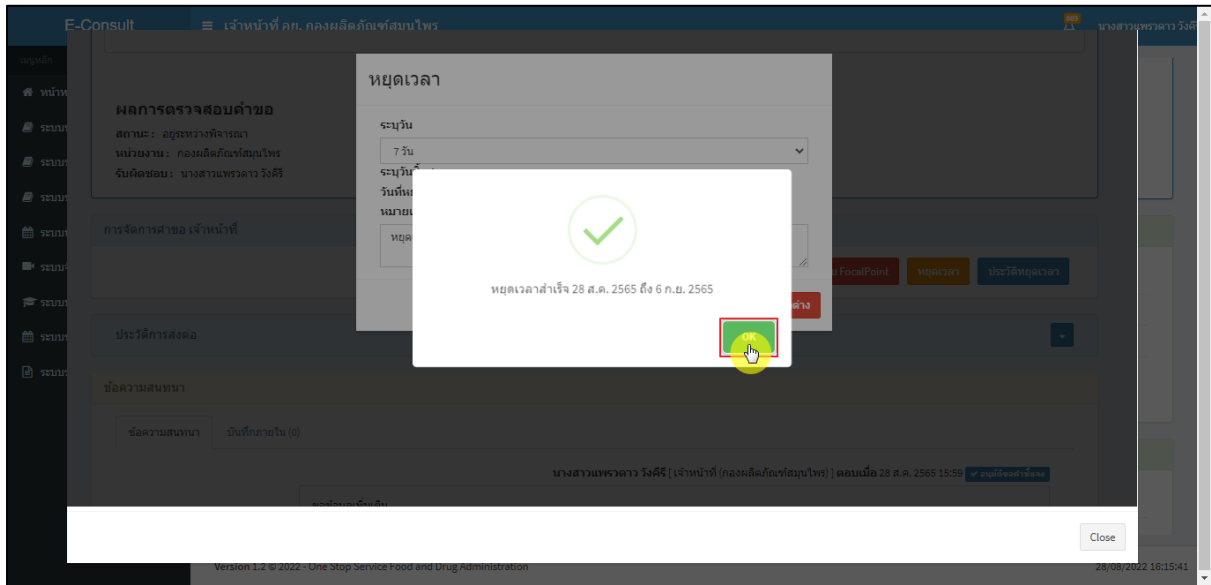 E-Consult
เจ้าหน้าที่ อย. กองผลิตภัณฑ์สมุนไพร
นางสาวแพรวดาว วังคีรี
เมนูหลัก
หยุดเวลา
ผลการตรวจสอบคำขอ
สถานะ : อยู่ระหว่างพิจารณา
หน่วยงาน : กองผลิตภัณฑ์สมุนไพร
รับผิดชอบ : นางสาวแพรวดาว วังคีรี
ระบุวัน
7 วัน
การจัดการคำขอ เจ้าหน้าที่
FocalPoint
หยุดเวลา
ประวัติหยุดเวลา
หยุดเวลาสำเร็จ 28 ส.ค. 2565 ถึง 6 ก.ย. 2565
OK
ประวัติการส่งต่อ
ข้อความสนทนา
ข้อความสนทนา
บันทึกภายใน (0)
นางสาวแพรวดาว วังคีรี [ เจ้าหน้าที่ (กองผลิตภัณฑ์สมุนไพร) ] ตอบเมื่อ 28 ส.ค. 2565 15:59
Close
Version 1.2 © 2022 - One Stop Service Food and Drug Administration
28/08/2022 16:15:41